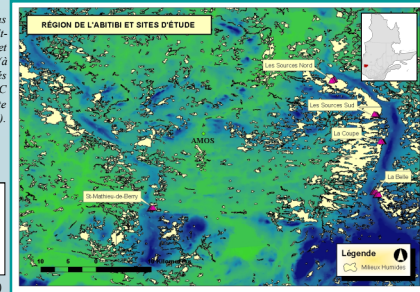 RÉGION DE L'ABITIBI ET SITES D'ÉTUDE
Les Sources Nord
Les Sources Sud
La Coupe
AMOS
La Belle
St-Mathieu-de-Berry
10
Légende
Milieux Humides